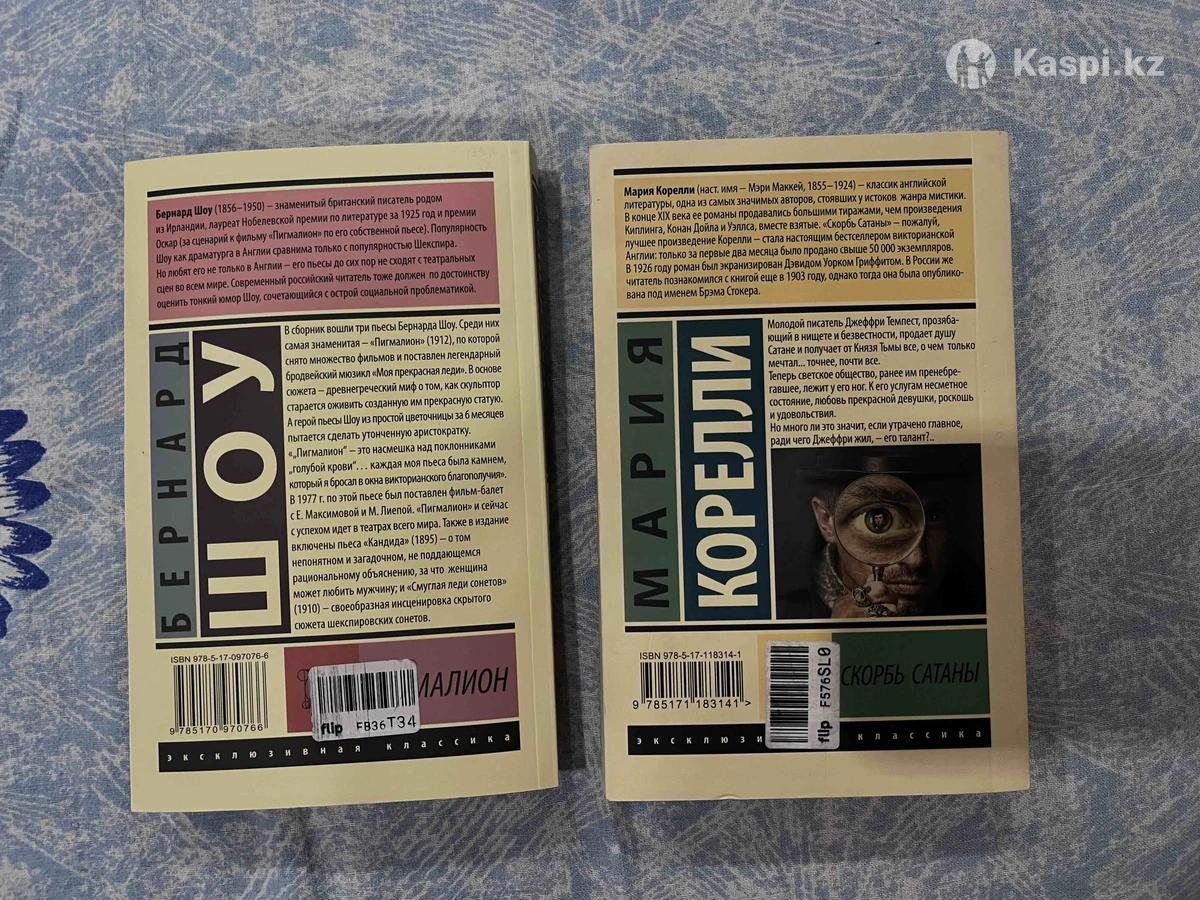 Kaspi.kz
Бернард Шоу (1856–1950) – знаменитый британский писатель родом
из Ирландии, лауреат Нобелевской премии по литературе за 1925 год и премии
Оскар (за сценарий к фильму «Пигмалион» по его собственной пьесе). Популярность
Шоу как драматурга в Англии сравнима только с популярностью Шекспира.
Но любят его не только в Англии – его пьесы до сих пор не сходят с театральных
сцен во всем мире. Современный российский читатель тоже должен по достоинству
оценить тонкий юмор Шоу, сочетающийся с острой социальной проблематикой.
БЕРНАРД
ШОУ
В сборник вошли три пьесы Бернарда Шоу. Среди них
самая знаменитая – «Пигмалион» (1912), по которой
снято множество фильмов и поставлен легендарный
бродвейский мюзикл «Моя прекрасная леди». В основе
сюжета – древнегреческий миф о том, как скульптор
старается оживить созданную им прекрасную статую.
А герой пьесы Шоу из простой цветочницы за 6 месяцев
пытается сделать утонченную аристократку.
«„Пигмалион“ – это насмешка над поклонниками
„голубой крови“... каждая моя пьеса была камнем,
который я бросал в окна викторианского благополучия».
В 1977 г. по этой пьесе был поставлен фильм-балет
с Е. Максимовой и М. Лиепой. «Пигмалион» и сейчас
с успехом идет в театрах всего мира. Также в издание
включены пьеса «Кандида» (1895) – о том
непонятном и загадочном, не поддающемся
рациональному объяснению, за что женщина
может любить мужчину; и «Смуглая леди сонетов»
(1910) – своеобразная инсценировка скрытого
сюжета шекспировских сонетов.
ISBN 978-5-17-097076-6
9 785170 970766
МАЛИОН
flip EB36T34
эксклюзивная классика
Мария Корелли (наст. имя – Мэри Маккей, 1855–1924) – классик английской
литературы, одна из самых значимых авторов, стоявших у истоков жанра мистики.
В конце XIX века ее романы продавались большими тиражами, чем произведения
Киплинга, Конан Дойла и Уэллса, вместе взятые. «Скорбь Сатаны» – пожалуй,
лучшее произведение Корелли – стала настоящим бестселлером викторианской
Англии: только за первые два месяца было продано свыше 50 000 экземпляров.
В 1926 году роман был экранизирован Дэвидом Уорком Гриффитом. В России же
читатель познакомился с книгой еще в 1903 году, однако тогда она была опублико-
вана под именем Брэма Стокера.
МАРИЯ
КОРЕЛЛИ
Молодой писатель Джеффри Темпест, прозяба-
ющий в нищете и безвестности, продает душу
Сатане и получает от Князя Тьмы все, о чем только
мечтал... точнее, почти все.
Теперь светское общество, ранее им пренебре-
гавшее, лежит у его ног. К его услугам несметное
состояние, любовь прекрасной девушки, роскошь
и удовольствия.
Но много ли это значит, если утрачено главное,
ради чего Джеффри жил, – его талант?..
ISBN 978-5-17-118314-1
9 785171 183141 >
flip F576SL0
СКОРБЬ САТАНЫ
эксклюзи классика